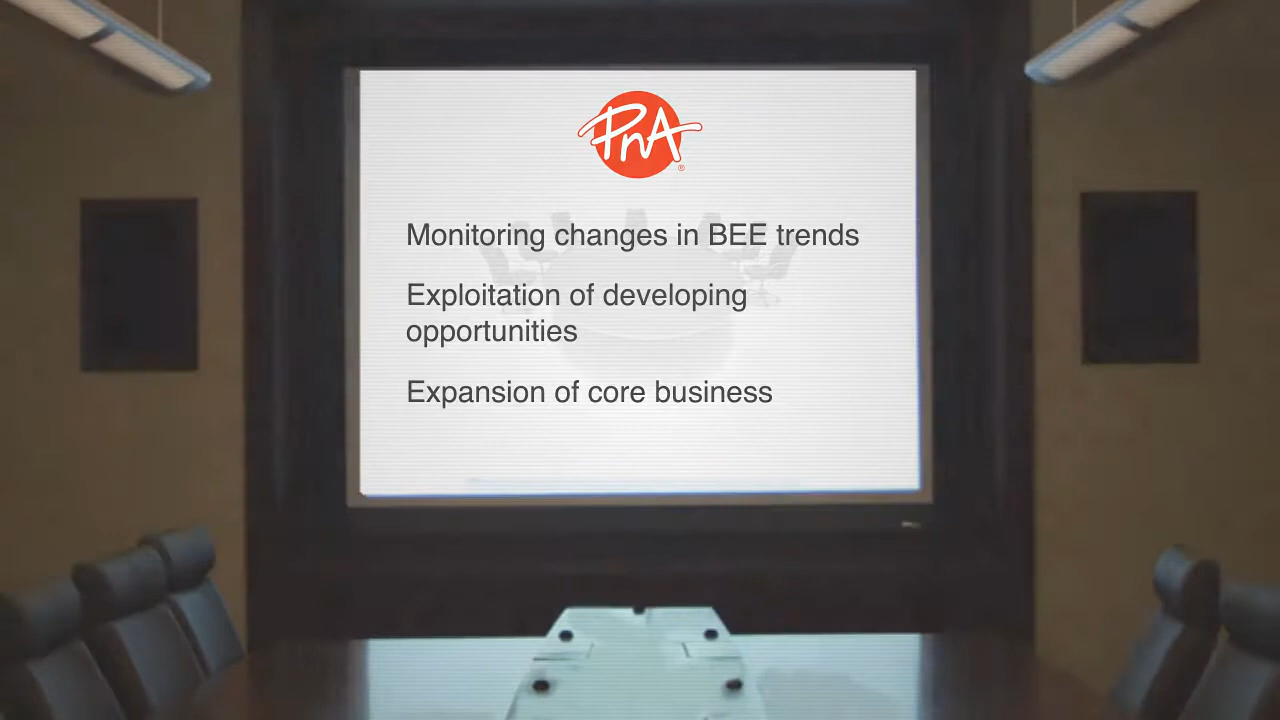 PnA
®
Monitoring changes in BEE trends
Exploitation of developing
opportunities
Expansion of core business